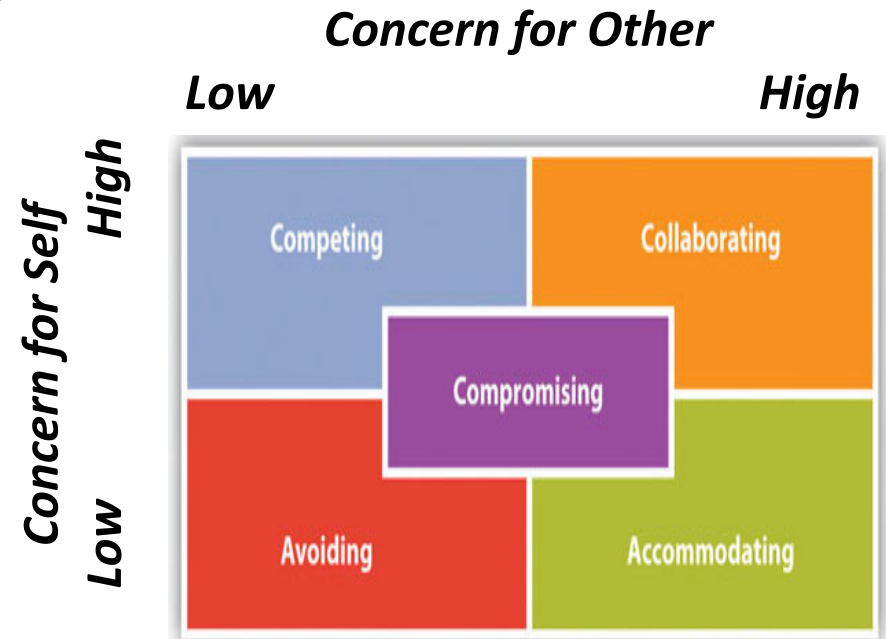 Concern for Other
Low High
Concern for Self
High
Low
Competing Collaborating
Compromising
Avoiding Accommodating